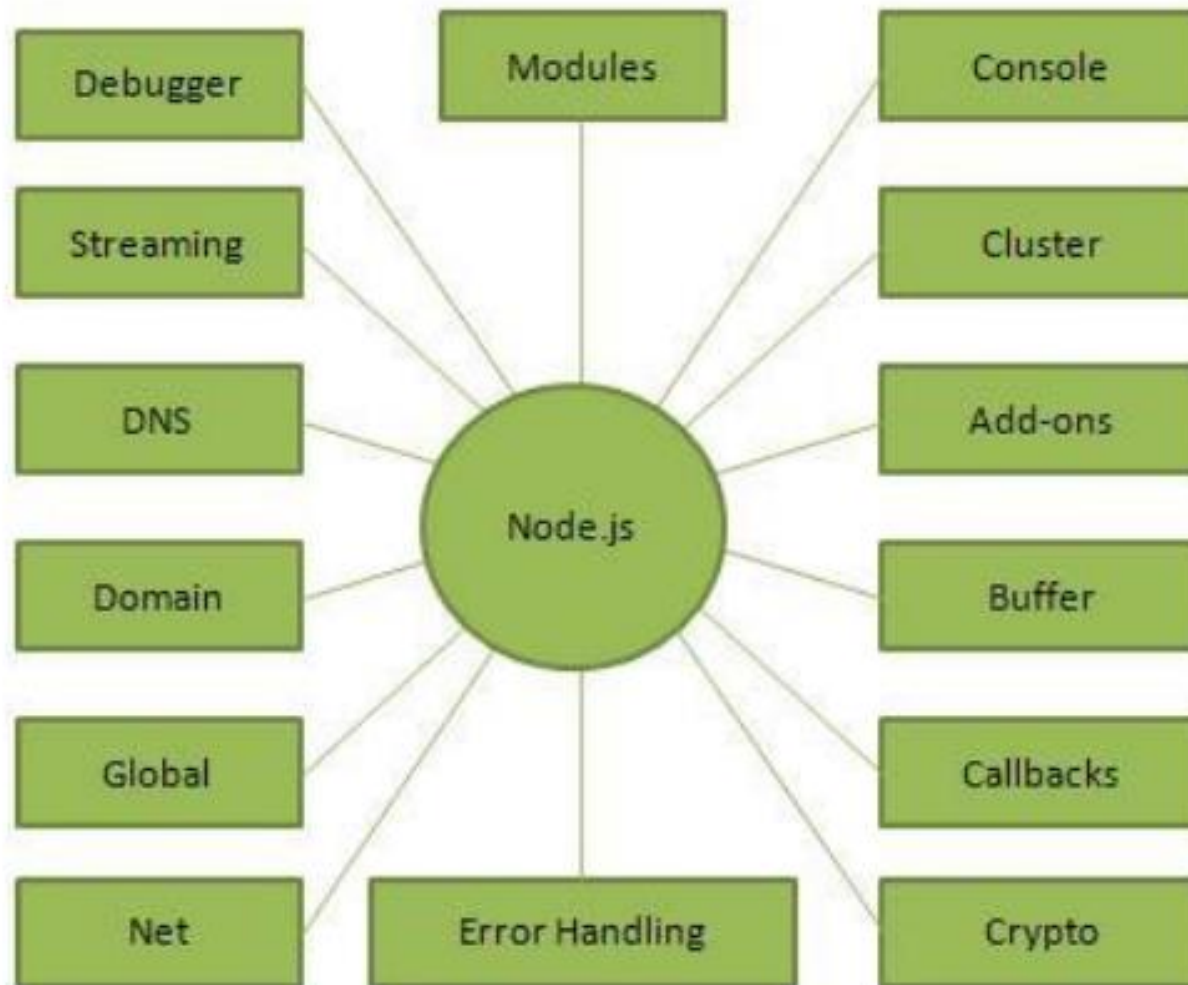 Debugger
Modules
Console
Streaming
Cluster
DNS
Add-ons
Node.js
Domain
Buffer
Global
Callbacks
Net
Error Handling
Crypto